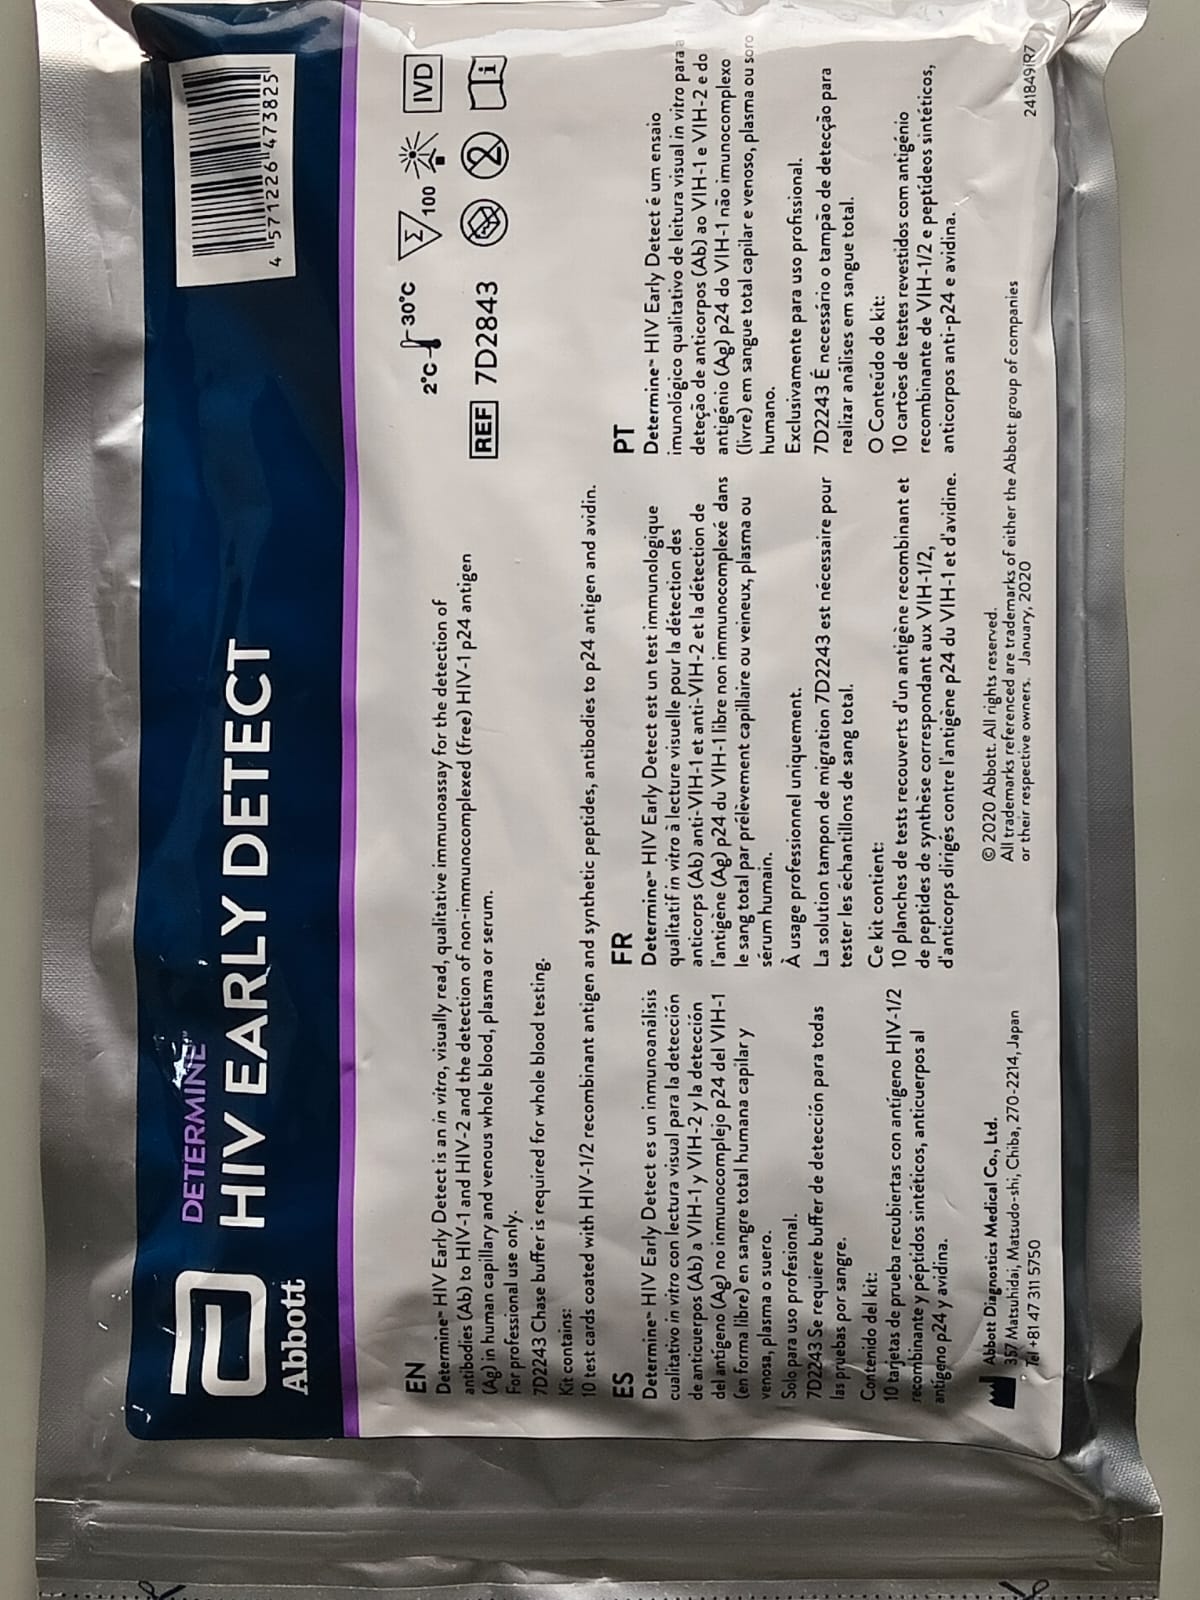 DETERMINE™
HIV EARLY DETECT
Abbott
4 571226 473825
2°C 30°C
Σ 100
IVD
REF 7D2843
2
i
EN
Determine™ HIV Early Detect is an in vitro, visually read, qualitative immunoassay for the detection of
antibodies (Ab) to HIV-1 and HIV-2 and the detection of non-immunocomplexed (free) HIV-1 p24 antigen
(Ag) in human capillary and venous whole blood, plasma or serum.
For professional use only.
7D2243 Chase buffer is required for whole blood testing.
Kit contains:
10 test cards coated with HIV-1/2 recombinant antigen and synthetic peptides, antibodies to p24 antigen and avidin.
ES
Determine™ HIV Early Detect es un inmunoanálisis
cualitativo in vitro con lectura visual para la detección
de anticuerpos (Ab) a VIH-1 y VIH-2 y la detección
del antígeno (Ag) no inmunocomplejo p24 del VIH-1
(en forma libre) en sangre total humana capilar y
venosa, plasma o suero.
Solo para uso profesional.
7D2243 Se requiere buffer de detección para todas
las pruebas por sangre.
Contenido del kit:
10 tarjetas de prueba recubiertas con antígeno HIV-1/2
recombinante y péptidos sintéticos, anticuerpos al
antígeno p24 y avidina.
FR
Determine™ HIV Early Detect est un test immunologique
qualitatif in vitro à lecture visuelle pour la détection des
anticorps (Ab) anti-VIH-1 et anti-VIH-2 et la détection de
l'antigène (Ag) p24 du VIH-1 libre non immunocomplexé dans
le sang total par prélèvement capillaire ou veineux, plasma ou
sérum humain.
À usage professionnel uniquement.
La solution tampon de migration 7D2243 est nécessaire pour
tester les échantillons de sang total.
Ce kit contient:
10 planches de tests recouverts d'un antigène recombinant et
de peptides de synthèse correspondant aux VIH-1/2,
d'anticorps dirigés contre l'antigène p24 du VIH-1 et d'avidine.
PT
Determine™ HIV Early Detect é um ensaio
imunológico qualitativo de leitura visual in vitro para a
deteção de anticorpos (Ab) ao VIH-1 e VIH-2 e do
antigénio (Ag) p24 do VIH-1 não imunocomplexo
(livre) em sangue total capilar e venoso, plasma ou soro
humano.
Exclusivamente para uso profissional.
7D2243 É necessário o tampão de detecção para
realizar análises em sangue total.
O Conteúdo do kit:
10 cartões de testes revestidos com antigénio
recombinante de VIH-1/2 e peptídeos sintéticos,
anticorpos anti-p24 e avidina.
Abbott Diagnostics Medical Co., Ltd.
357 Matsuhidai, Matsudo-shi, Chiba, 270-2214, Japan
Tel +81 47 311 5750
© 2020 Abbott. All rights reserved.
All trademarks referenced are trademarks of either the Abbott group of companies
or their respective owners. January, 2020
241849iR7